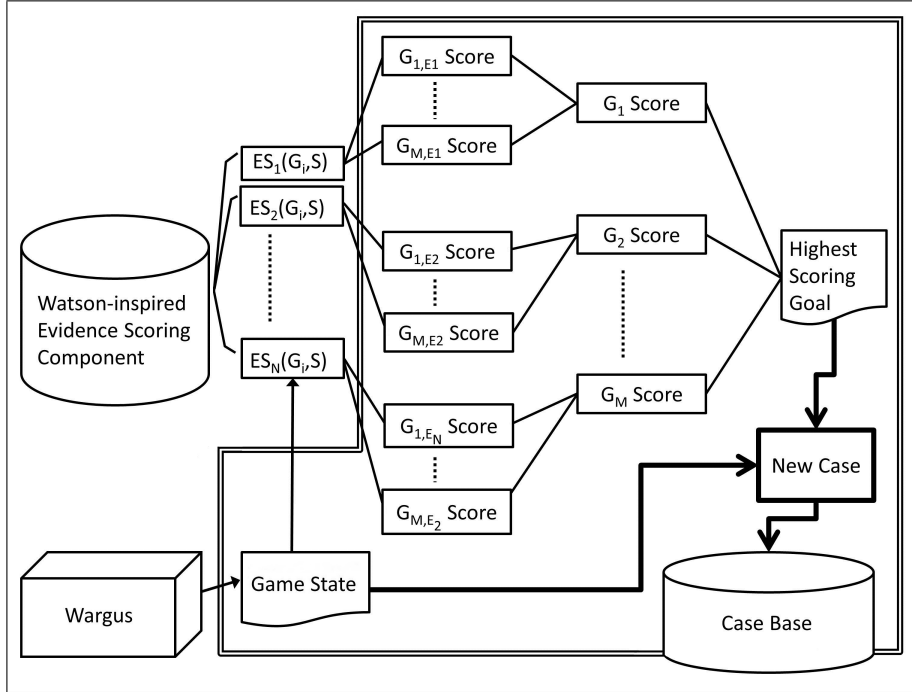 G1,E1 Score
GM,E1 Score
G1 Score
ES1(Gi,S)
ES2(Gi,S)
ESN(Gi,S)
Watson-inspired
Evidence Scoring
Component
G1,E2 Score
GM,E2 Score
G2 Score
Highest
Scoring
Goal
G1,EN Score
GM,E2 Score
GM Score
New Case
Wargus
Game State
Case Base